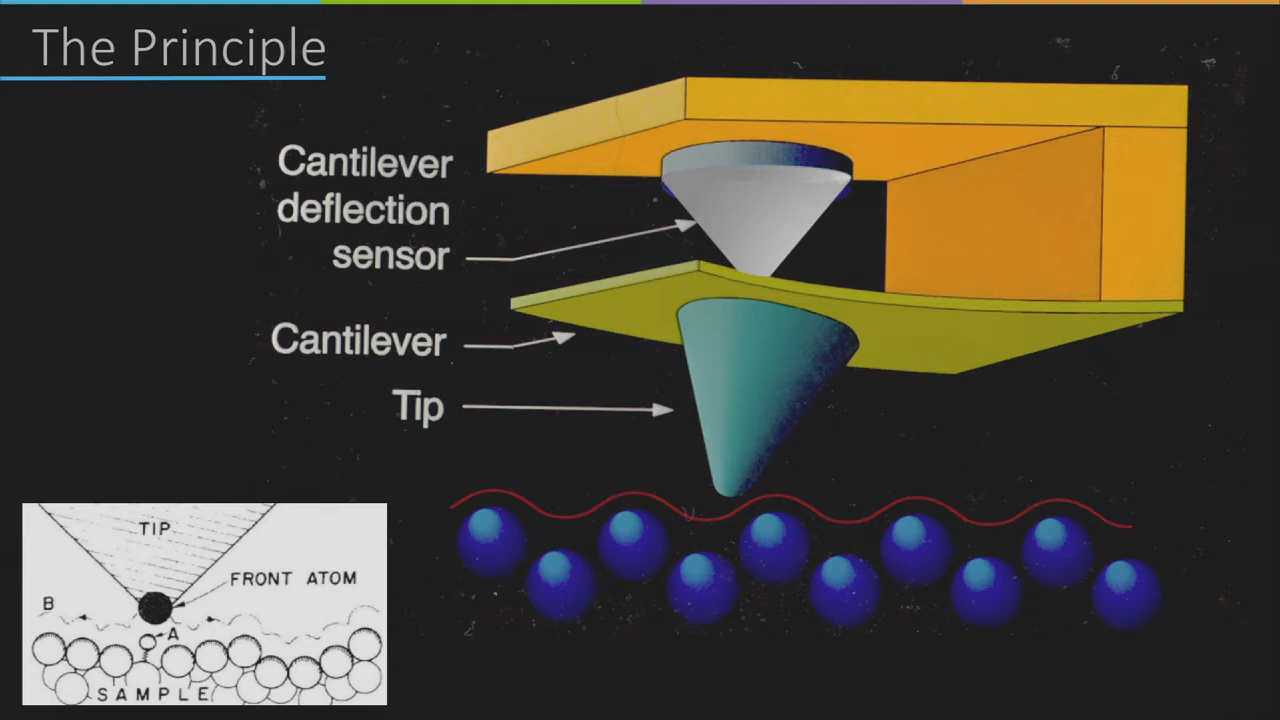 The Principle
Cantilever
deflection
sensor
Cantilever
Tip
TIP
FRONT ATOM
B
A
SAMPLE